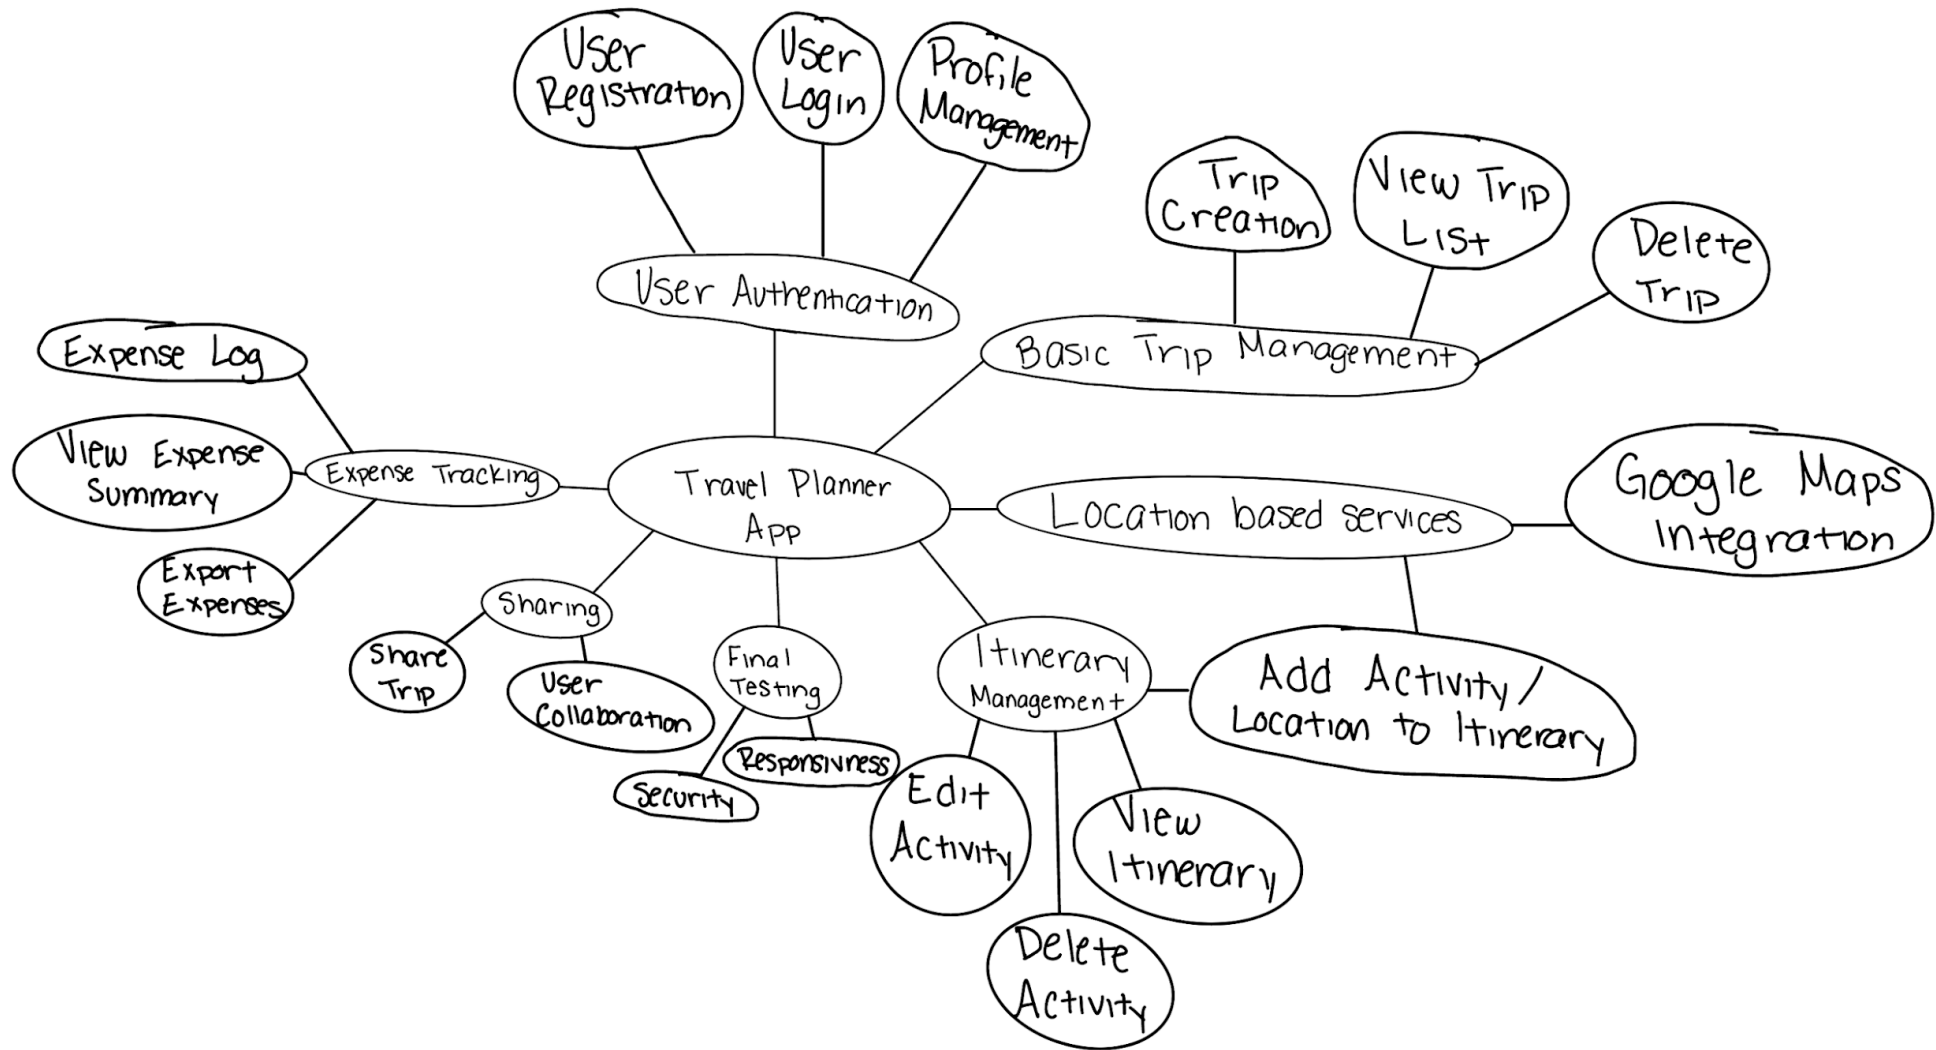 User
Registration
User
Login
Profile
Management
Trip
Creation
View Trip
List
Delete
Trip
User Authentication
Basic Trip Management
Expense Log
View Expense
Summary
Expense Tracking
Export
Expenses
Travel Planner
App
Location based services
Google Maps
Integration
Sharing
Share
Trip
User
Collaboration
Final
Testing
Security
Responsivness
Itinerary
Management
Add Activity/
Location to Itinerary
Edit
Activity
View
Itinerary
Delete
Activity